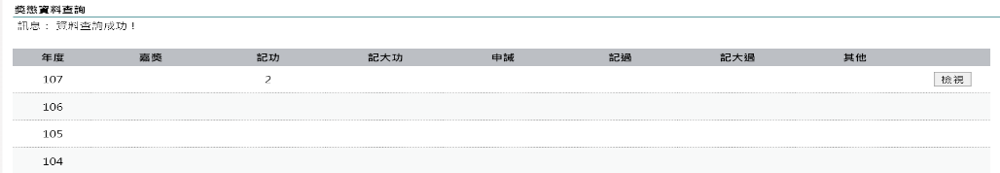 獎懲資料查詢
訊息： 資料查詢成功！
年度 嘉獎 記功 記大功 申誡 記過 記大過 其他
107 2 檢視
106
105
104